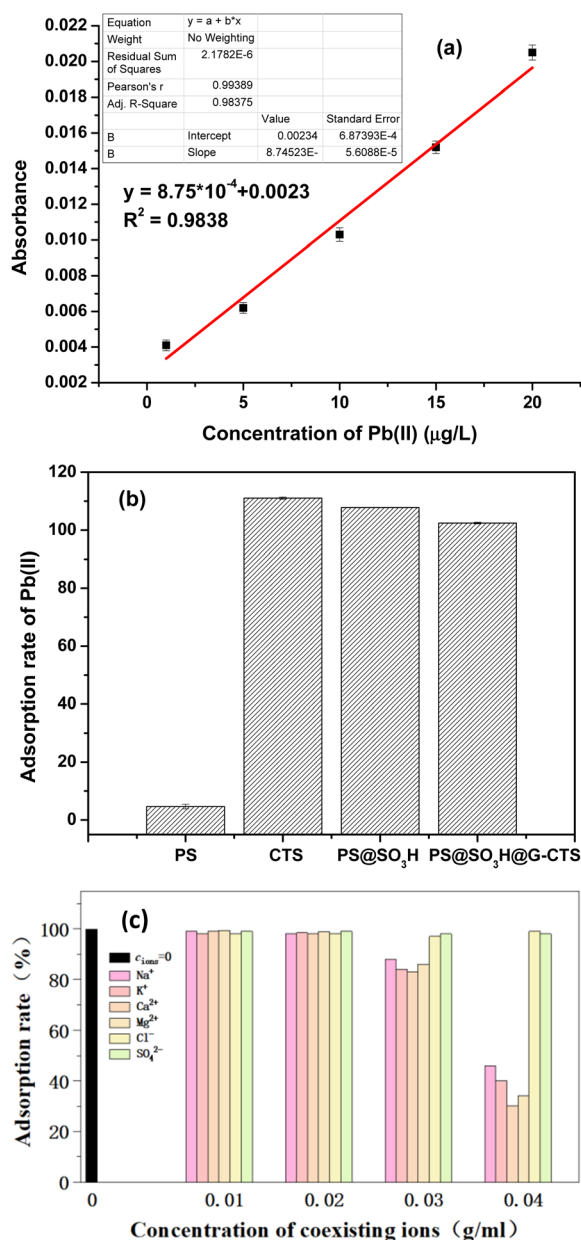 Equation y = a + b*x
Weight No Weighting
Residual Sum of Squares 2.1782E-6
Pearson's r 0.99389
Adj. R-Square 0.98375
Value Standard Error
B Intercept 0.00234 6.87393E-4
B Slope 8.74523E- 5.6088E-5
(a)
y = 8.75*10⁻⁴+0.0023
R² = 0.9838
0.022
0.020
0.018
0.016
0.014
0.012
0.010
0.008
0.006
0.004
0.002
Absorbance
0 5 10 15 20
Concentration of Pb(II) (μg/L)
(b)
120
100
80
60
40
20
0
Adsorption rate of Pb(II)
PS CTS PS@SO₃H PS@SO₃H@G-CTS
(c)
100
80
60
40
20
0
Adsorption rate (%)
c_ions=0
Na⁺
K⁺
Ca²⁺
Mg²⁺
Cl⁻
SO₄²⁻
0 0.01 0.02 0.03 0.04
Concentration of coexisting ions (g/ml)